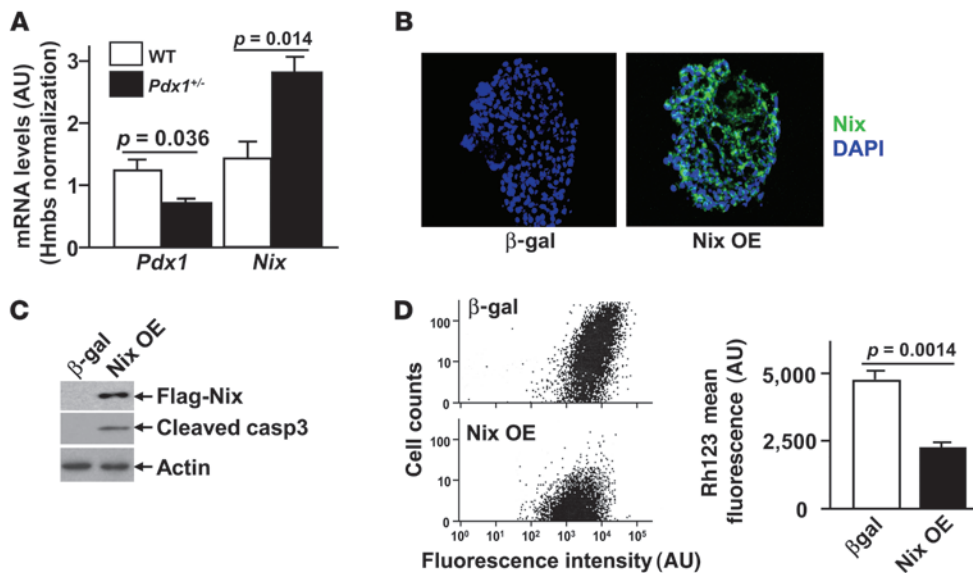 A
mRNA levels (AU)
(Hmbs normalization)
3
2
1
0
WT
Pdx1+/-
p = 0.036
p = 0.014
Pdx1
Nix
B
β-gal
Nix OE
Nix
DAPI
C
β-gal
Nix OE
Flag-Nix
Cleaved casp3
Actin
D
Cell counts
β-gal
100
10
0
Nix OE
100
10
0
10⁰
10¹
10²
10³
10⁴
10⁵
Fluorescence intensity (AU)
Rh123 mean
fluorescence (AU)
p = 0.0014
5,000
2,500
0
βgal
Nix OE